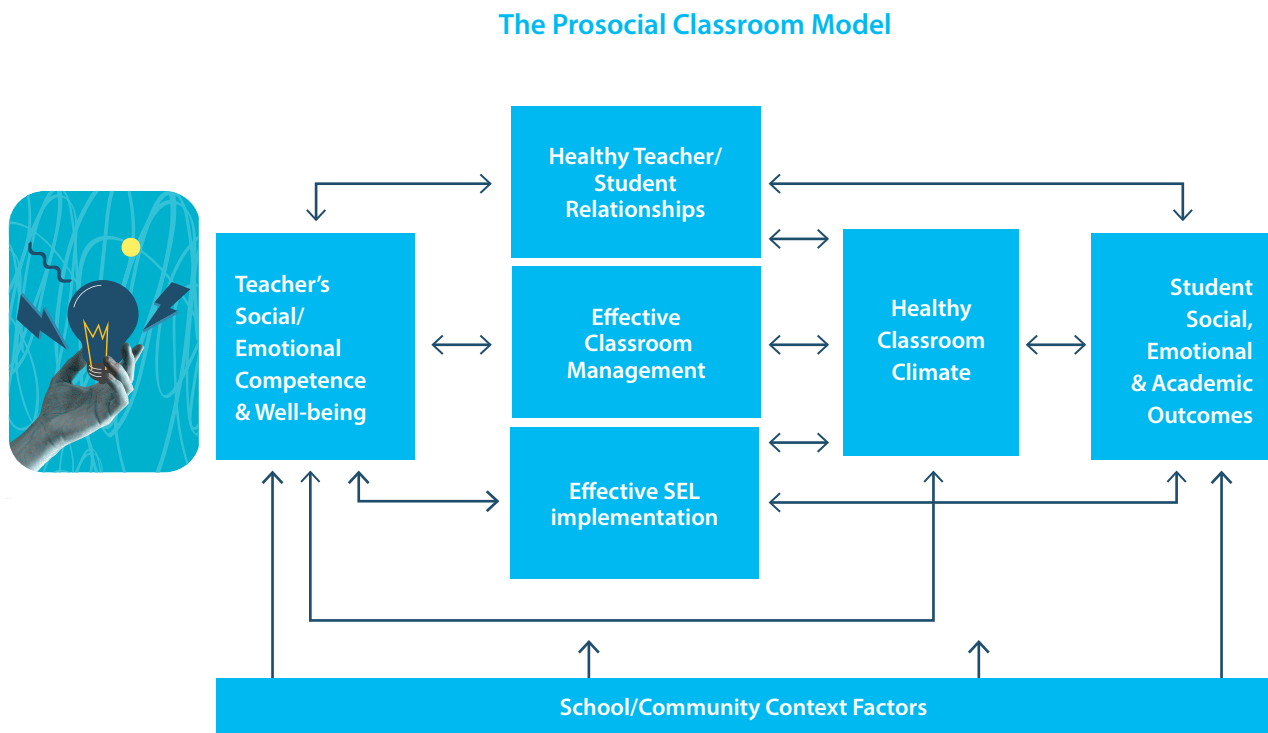 The Prosocial Classroom Model
Healthy Teacher/
Student
Relationships
Teacher’s
Social/
Emotional
Competence
& Well-being
Effective
Classroom
Management
Healthy
Classroom
Climate
Student
Social,
Emotional
& Academic
Outcomes
Effective SEL
implementation
School/Community Context Factors